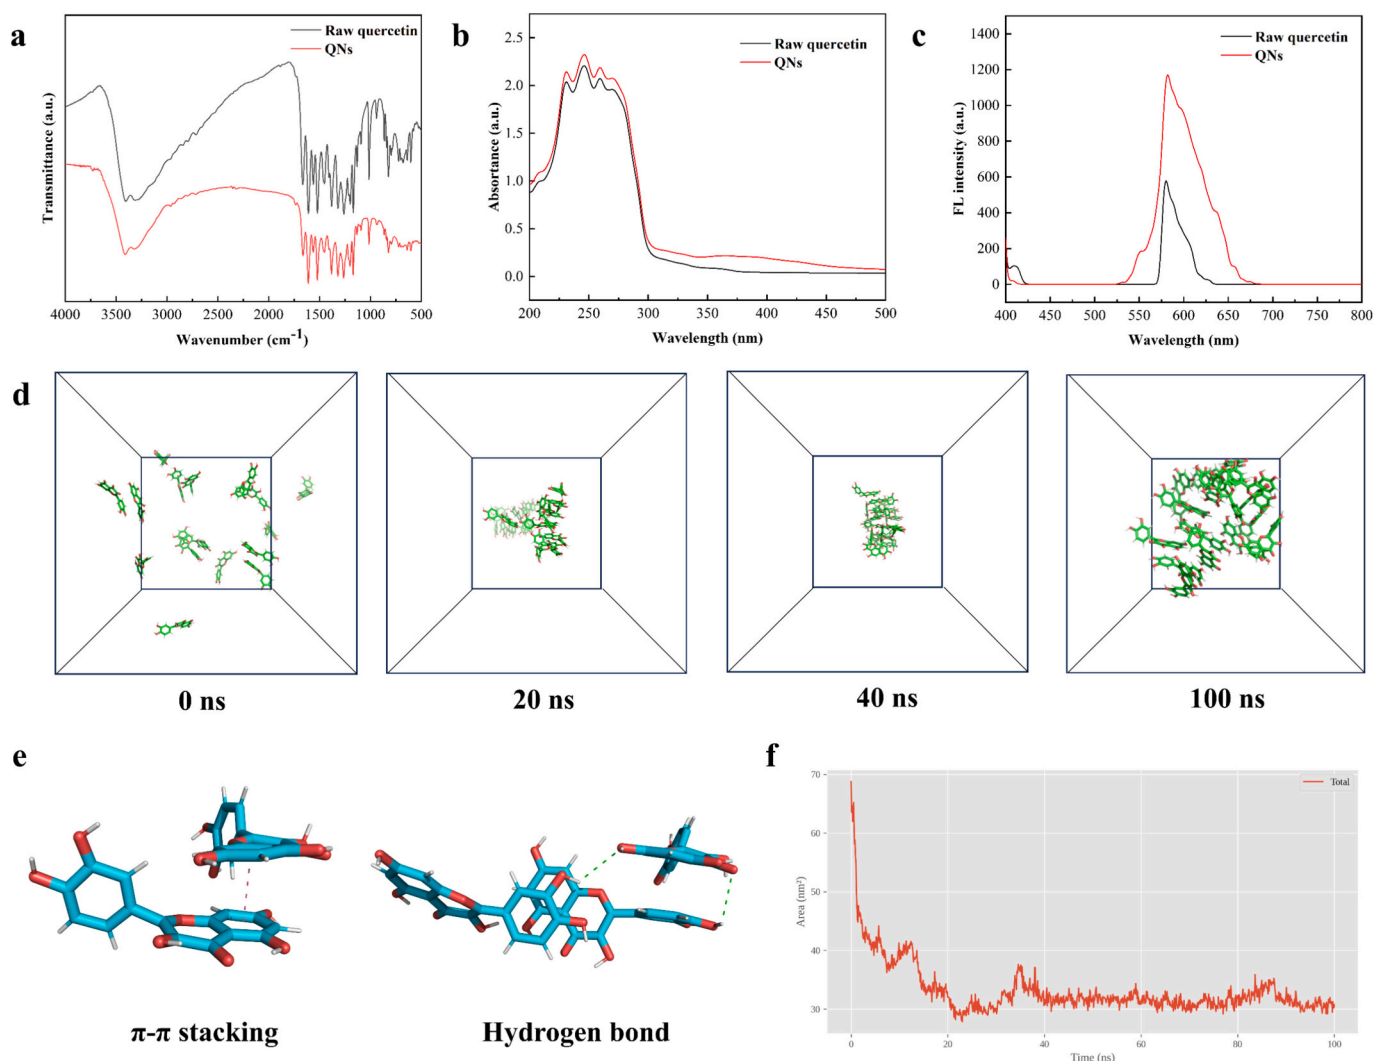 a
Raw quercetin
QNs
Transmittance (a.u.)
4000 3500 3000 2500 2000 1500 1000 500
Wavenumber (cm⁻¹)
b
2.5
2.0
1.5
1.0
0.5
0.0
Raw quercetin
QNs
Absortance (a.u.)
200 250 300 350 400 450 500
Wavelength (nm)
c
1400
1200
1000
800
600
400
200
0
Raw quercetin
QNs
FL intensity (a.u.)
400 450 500 550 600 650 700 750 800
Wavelength (nm)
d
0 ns
20 ns
40 ns
100 ns
e
π-π stacking
Hydrogen bond
f
70
60
50
40
30
Total
Area (nm²)
0 20 40 60 80 100
Time (ns)